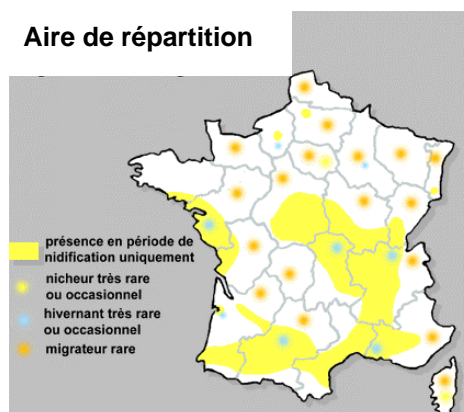 Aire de répartition
présence en période de
nidification uniquement
nicheur très rare
ou occasionnel
hivernant très rare
ou occasionnel
migrateur rare